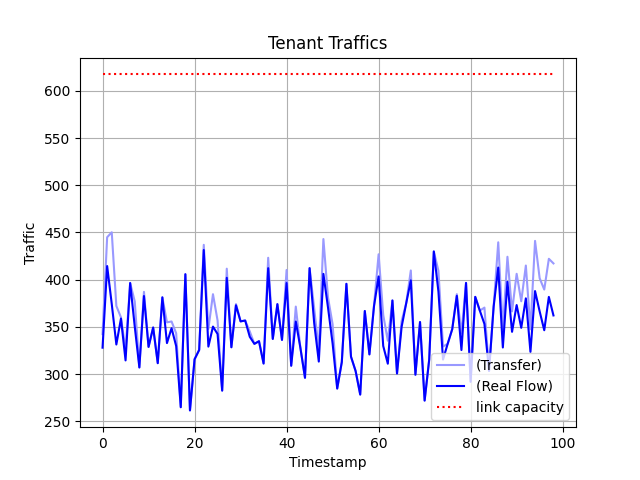 Tenant Traffics
Traffic
600
550
500
450
400
350
300
250
0 20 40 60 80 100
Timestamp
(Transfer)
(Real Flow)
link capacity